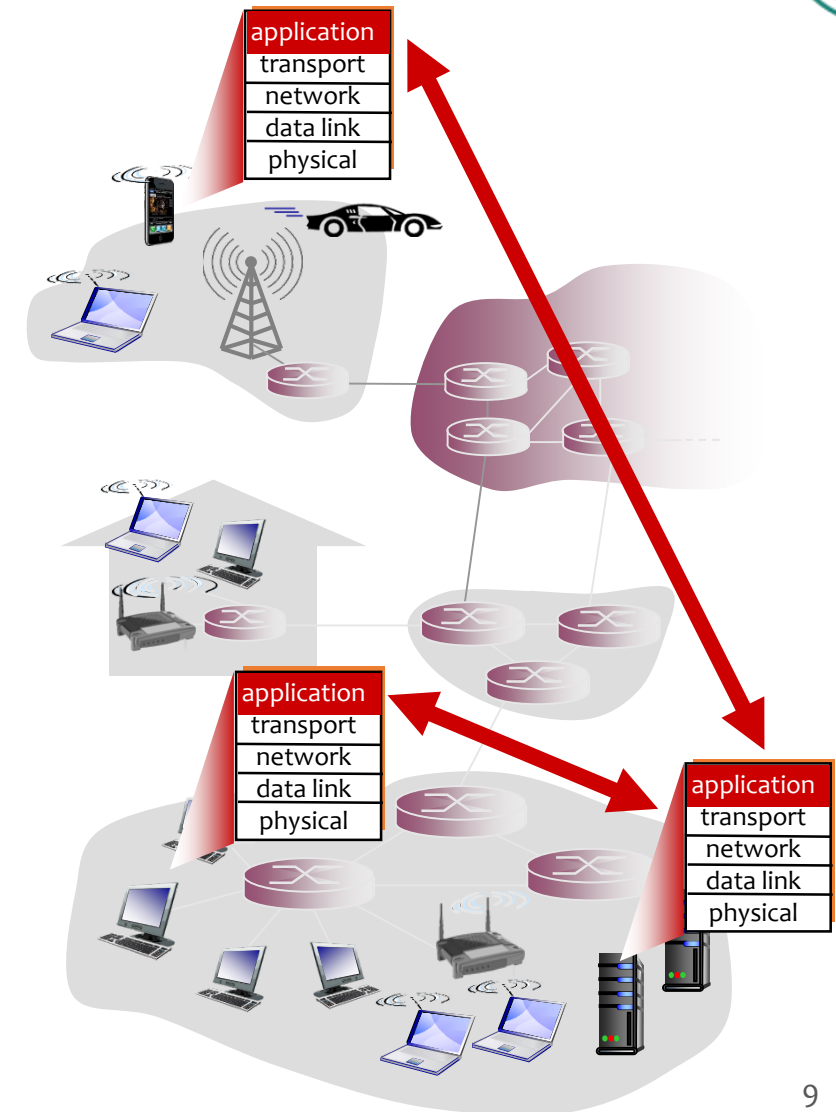 application
transport
network
data link
physical
application
transport
network
data link
physical
application
transport
network
data link
physical
9